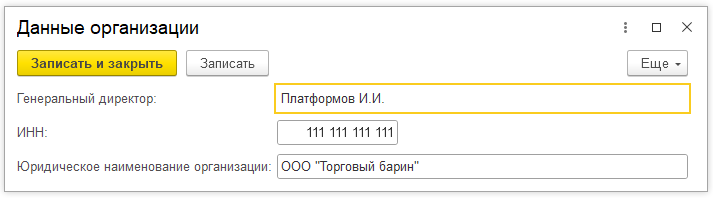 Данные организации
Записать и закрыть Записать Еще
Генеральный директор: Платформов И.И.
ИНН: 111 111 111 111
Юридическое наименование организации: ООО "Торговый барин"